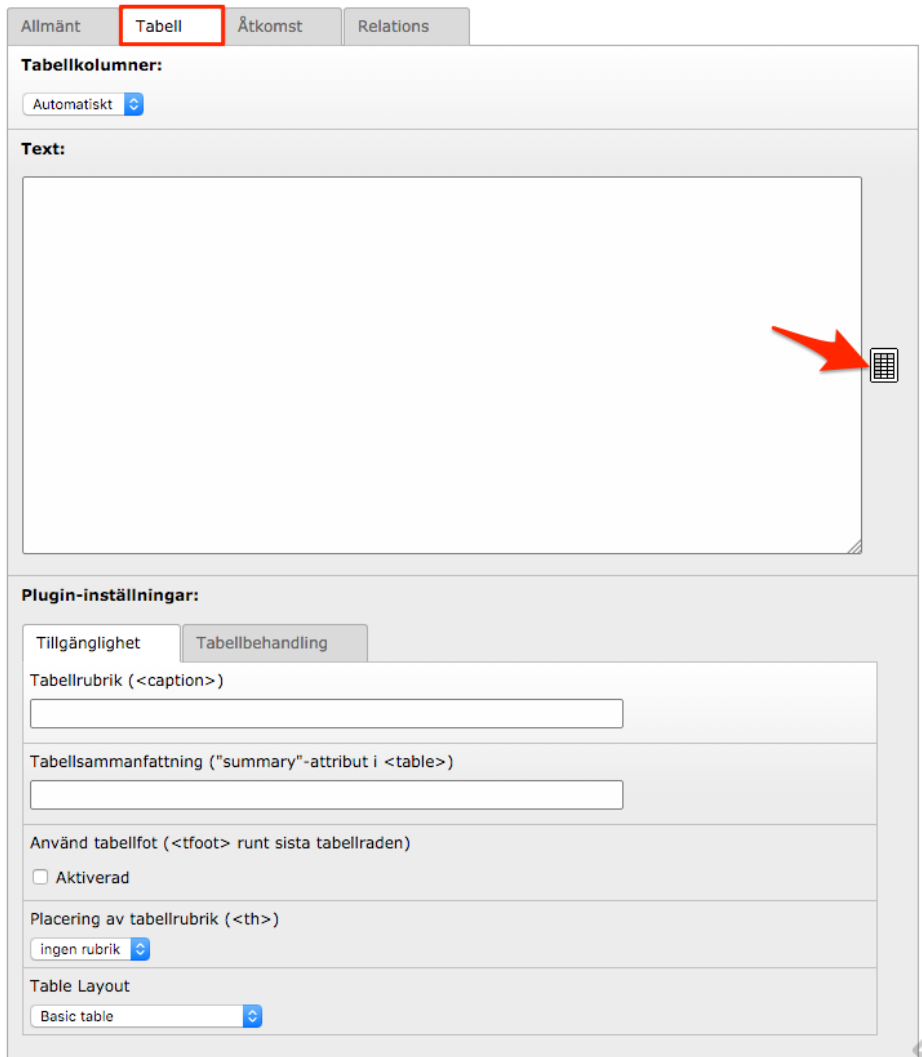 Allmänt Tabell Åtkomst Relations
Tabellkolumner:
Automatiskt
Text:
Plugin-inställningar:
Tillgänglighet Tabellbehandling
Tabellrubrik (<caption>)
Tabellsammanfattning ("summary"-attribut i <table>)
Använd tabellfot (<tfoot> runt sista tabellraden)
Aktiverad
Placering av tabellrubrik (<th>)
ingen rubrik
Table Layout
Basic table